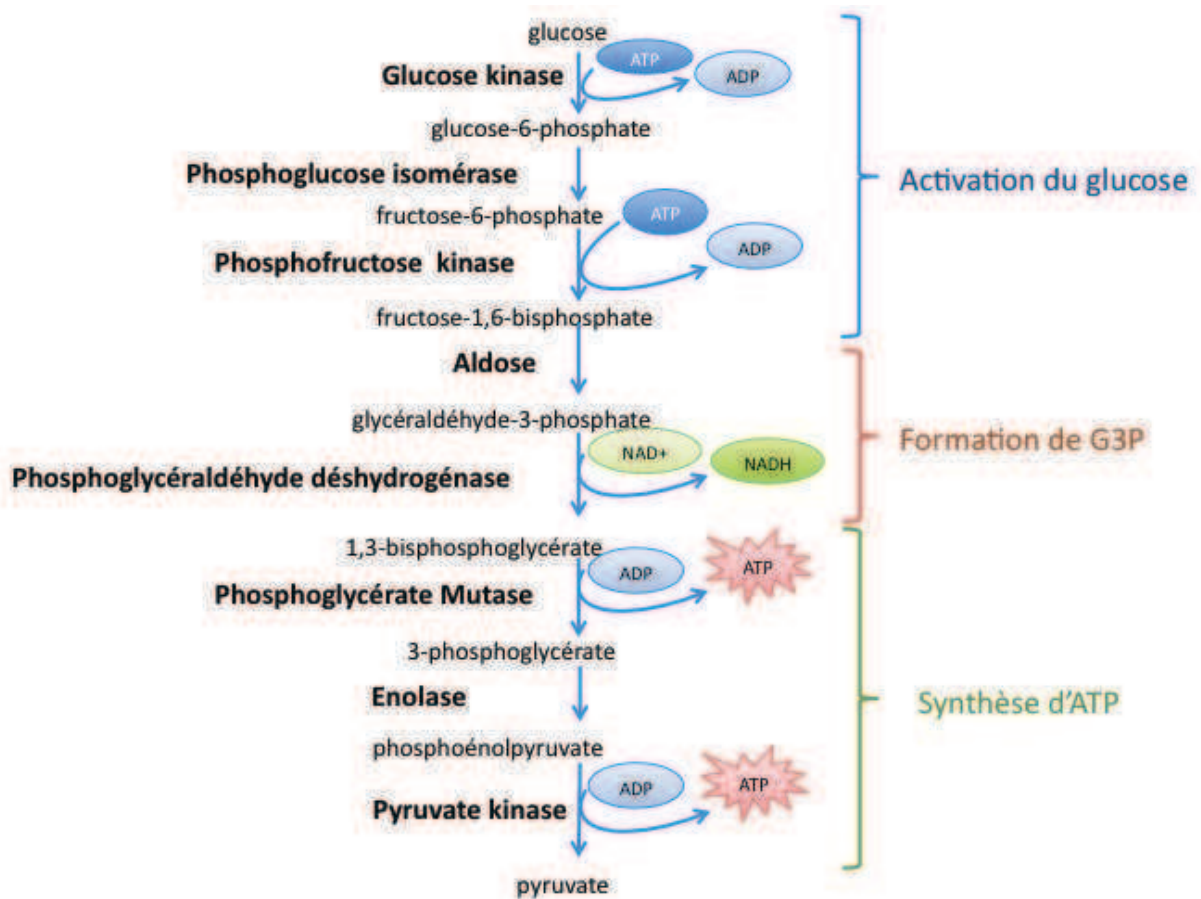 glucose
ATP
Glucose kinase
ADP
glucose-6-phosphate
Phosphoglucose isomérase
Activation du glucose
fructose-6-phosphate
ATP
Phosphofructose kinase
ADP
fructose-1,6-bisphosphate
Aldose
glycéraldéhyde-3-phosphate
Formation de G3P
NAD+
NADH
Phosphoglycéraldéhyde déshydrogénase
1,3-bisphosphoglycérate
ADP
ATP
Phosphoglycérate Mutase
3-phosphoglycérate
Enolase
Synthèse d'ATP
phosphoénolpyruvate
ADP
ATP
Pyruvate kinase
pyruvate